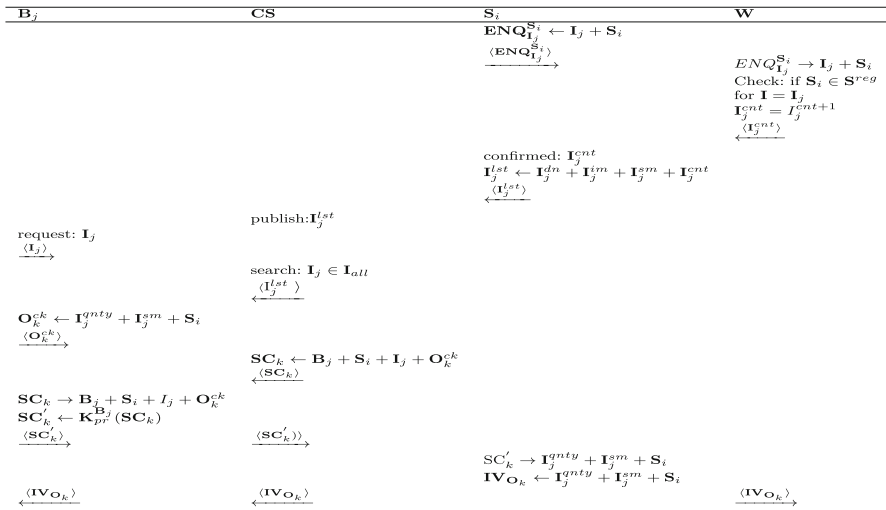 B_j CS S_i W
ENQ^{S_i}_{I_j} ← I_j + S_i
⟨ENQ^{S_i}_{I_j}⟩ →
ENQ^{S_i}_{I_j} → I_j + S_i
Check: if S_i ∈ S^{reg}
for I = I_j
I^{cnt}_j = I^{cnt+1}_j
⟨I^{cnt}_j⟩ ←
confirmed: I^{cnt}_j
I^{lst}_j ← I^{dn}_j + I^{im}_j + I^{sm}_j + I^{cnt}_j
⟨I^{lst}_j⟩ ←
publish:I^{lst}_j
request: I_j
⟨I_j⟩ →
search: I_j ∈ I_{all}
⟨I^{lst}_j ⟩ ←
O^{ck}_k ← I^{qnty}_j + I^{sm}_j + S_i
⟨O^{ck}_k⟩ →
SC_k ← B_j + S_i + I_j + O^{ck}_k
⟨SC_k⟩ ←
SC_k → B_j + S_i + I_j + O^{ck}_k
SC'_k ← K^{B_j}_{pr} (SC_k)
⟨SC'_k⟩ → ⟨SC'_k⟩⟩ →
SC'_k → I^{qnty}_j + I^{sm}_j + S_i
IV_{O_k} ← I^{qnty}_j + I^{sm}_j + S_i
⟨IV_{O_k}⟩ ← ⟨IV_{O_k}⟩ ← ⟨IV_{O_k}⟩ →